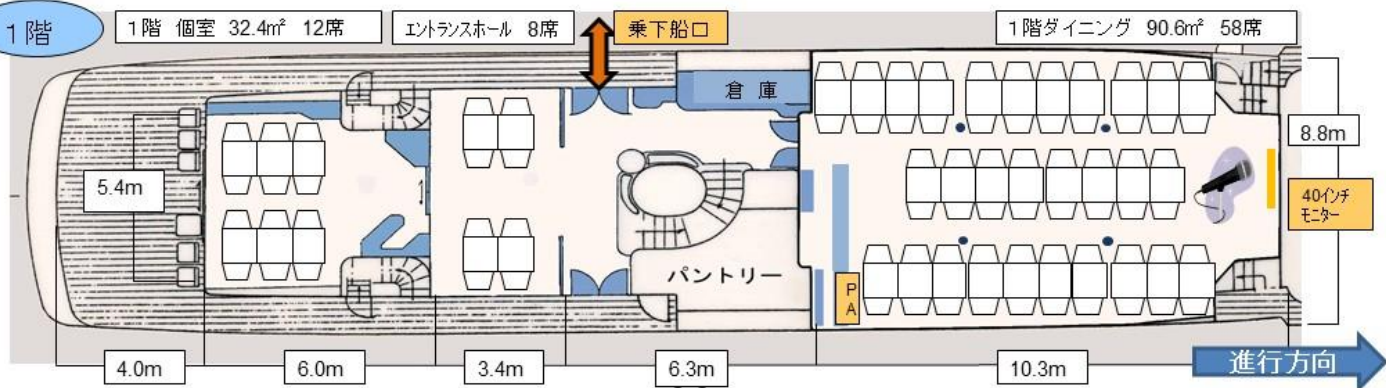 1階
1階 個室 32.4㎡ 12席
エントランスホール 8席
乗下船口
1階ダイニング 90.6㎡ 58席
倉庫
8.8m
5.4m
40インチ
モニター
パントリー
P
A
4.0m
6.0m
3.4m
6.3m
10.3m
進行方向